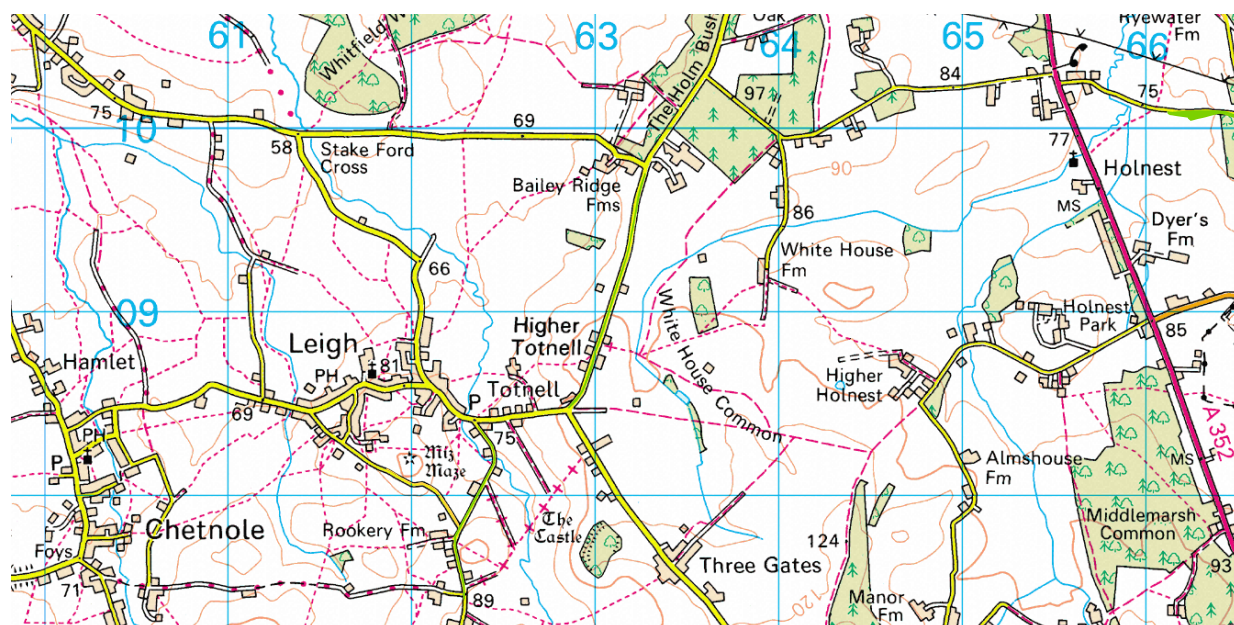 61
63
64
65
66
Whitfield W
Oak
Ryewater
Fm
The Holm Bush
97
84
75
75
10
69
58
Stake Ford
Cross
77
90
Bailey Ridge
Fms
Holnest
MS
86
Dyer's
Fm
66
White House
Fm
09
White House Common
Holnest
Park
85
Leigh
Higher
Totnell
Hamlet
PH
81
Totnell
Higher
Holnest
69
P
75
A352
PH
P
Miz
Maze
Almshouse
Fm
MS
Chetnole
Rookery Fm
The
Castle
Middlemarsh
Common
Foys
124
Three Gates
93
71
89
120
Manor
Fm